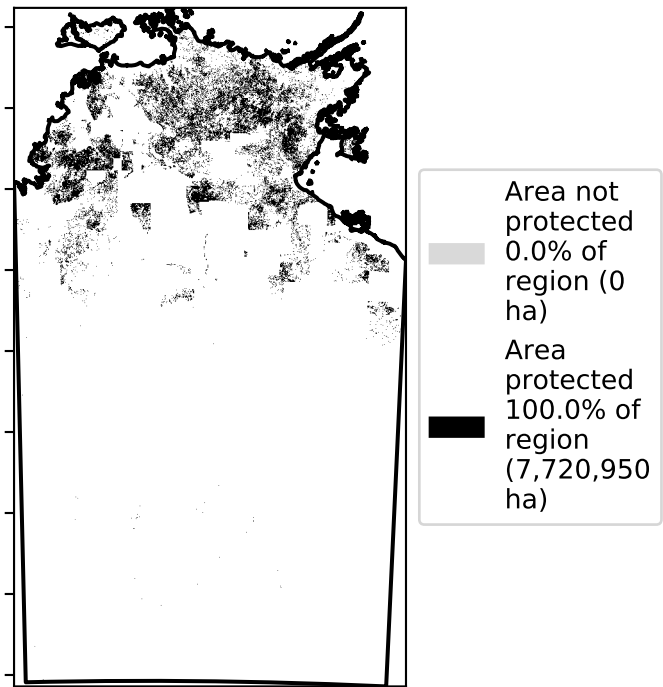 Area not
protected
0.0% of
region (0
ha)
Area
protected
100.0% of
region
(7,720,950
ha)